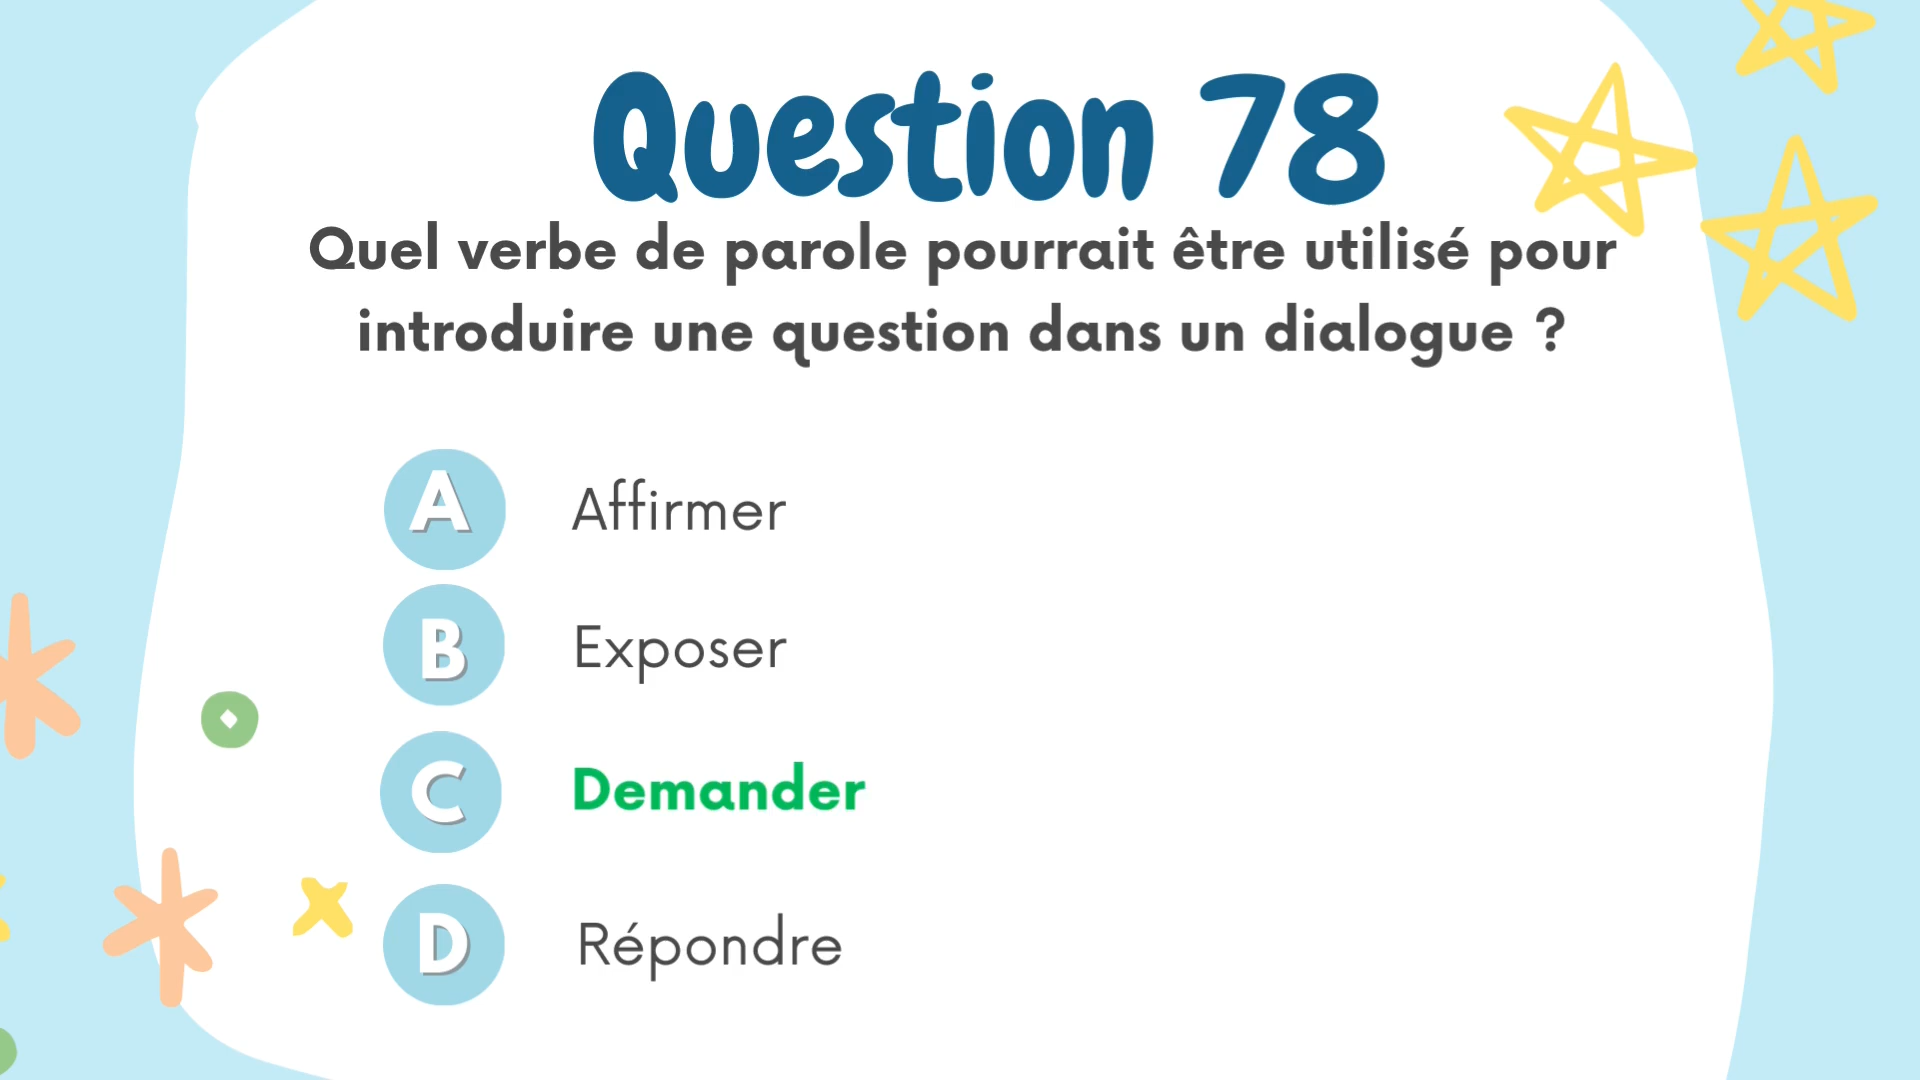 Question 78
Quel verbe de parole pourrait être utilisé pour
introduire une question dans un dialogue ?
A Affirmer
B Exposer
C Demander
D Répondre